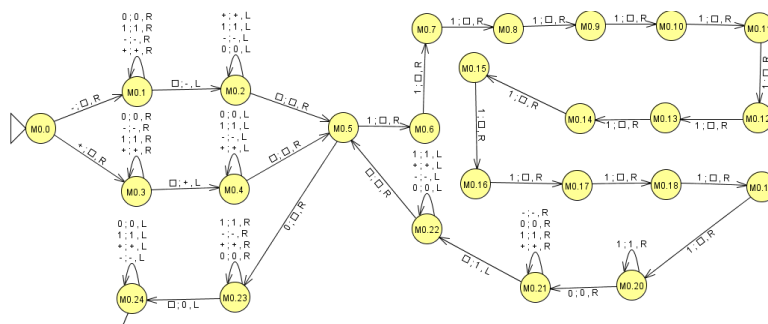 0;0,R
1;1,R
-;-,R
+;+,R
+;+,L
1;1,L
-;-,L
0;0,L
M0.7
1;□,R
M0.8
1;□,R
M0.9
1;□,R
M0.10
1;□,R
M0.11
M0.1
□;-,L
M0.2
-;□,R
□;□,R
1;□,R
M0.15
1;□,R
M0.0
M0.5
1;□,R
M0.6
M0.14
1;□,R
M0.13
1;□,R
M0.12
0;0,R
-;-,R
1;1,R
+;+,R
0;0,L
1;1,L
-;-,L
+;+,L
+;□,R
□;□,R
1;□,R
M0.3
□;+,L
M0.4
1;1,L
+;+,L
-;-,L
0;0,L
M0.16
1;□,R
M0.17
1;□,R
M0.18
1;□,R
□;□,R
0;□,R
M0.22
1;□,R
0;0,L
1;1,L
+;+,L
-;-,L
1;1,R
-;-,R
+;+,R
0;0,R
-;-,R
0;0,R
1;1,R
+;+,R
1;1,R
□;1,L
M0.24
□;0,L
M0.23
M0.21
0;0,R
M0.20